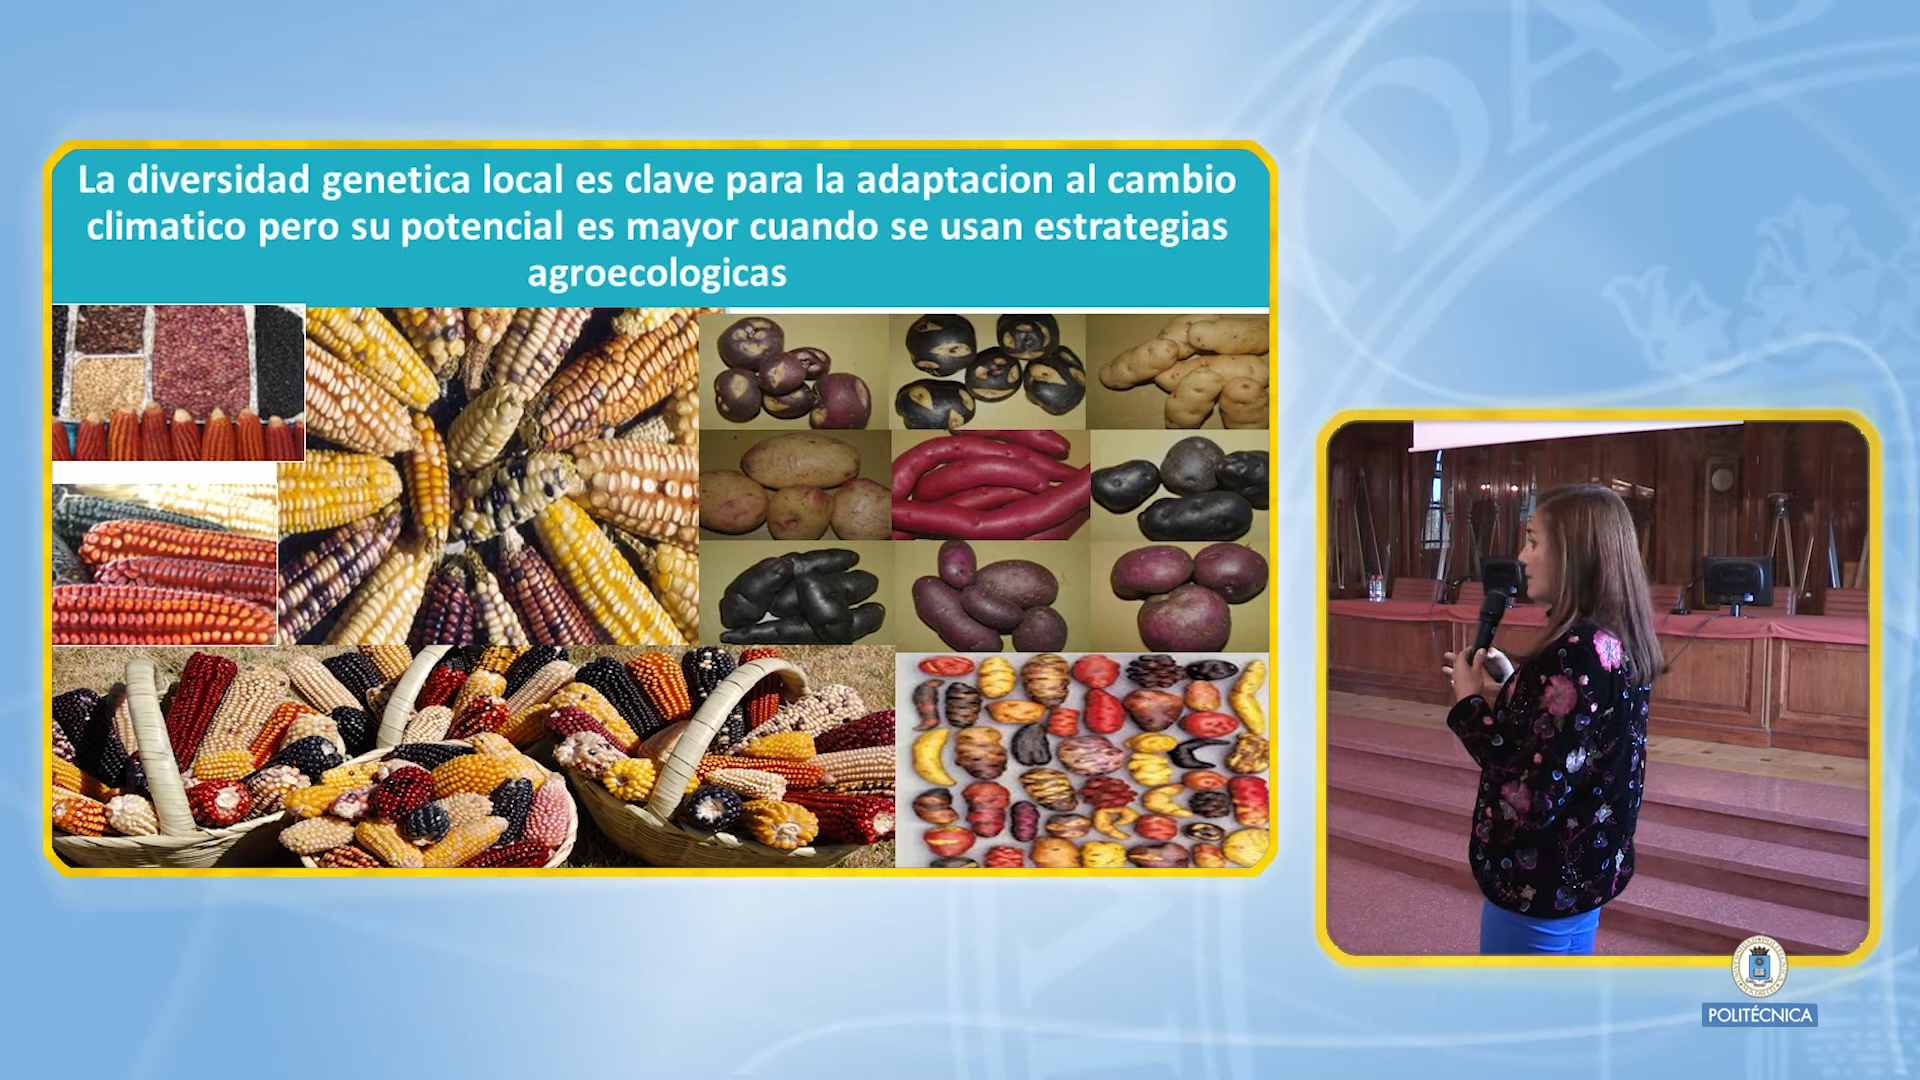 La diversidad genetica local es clave para la adaptacion al cambio
climatico pero su potencial es mayor cuando se usan estrategias
agroecologicas
POLITÉCNICA